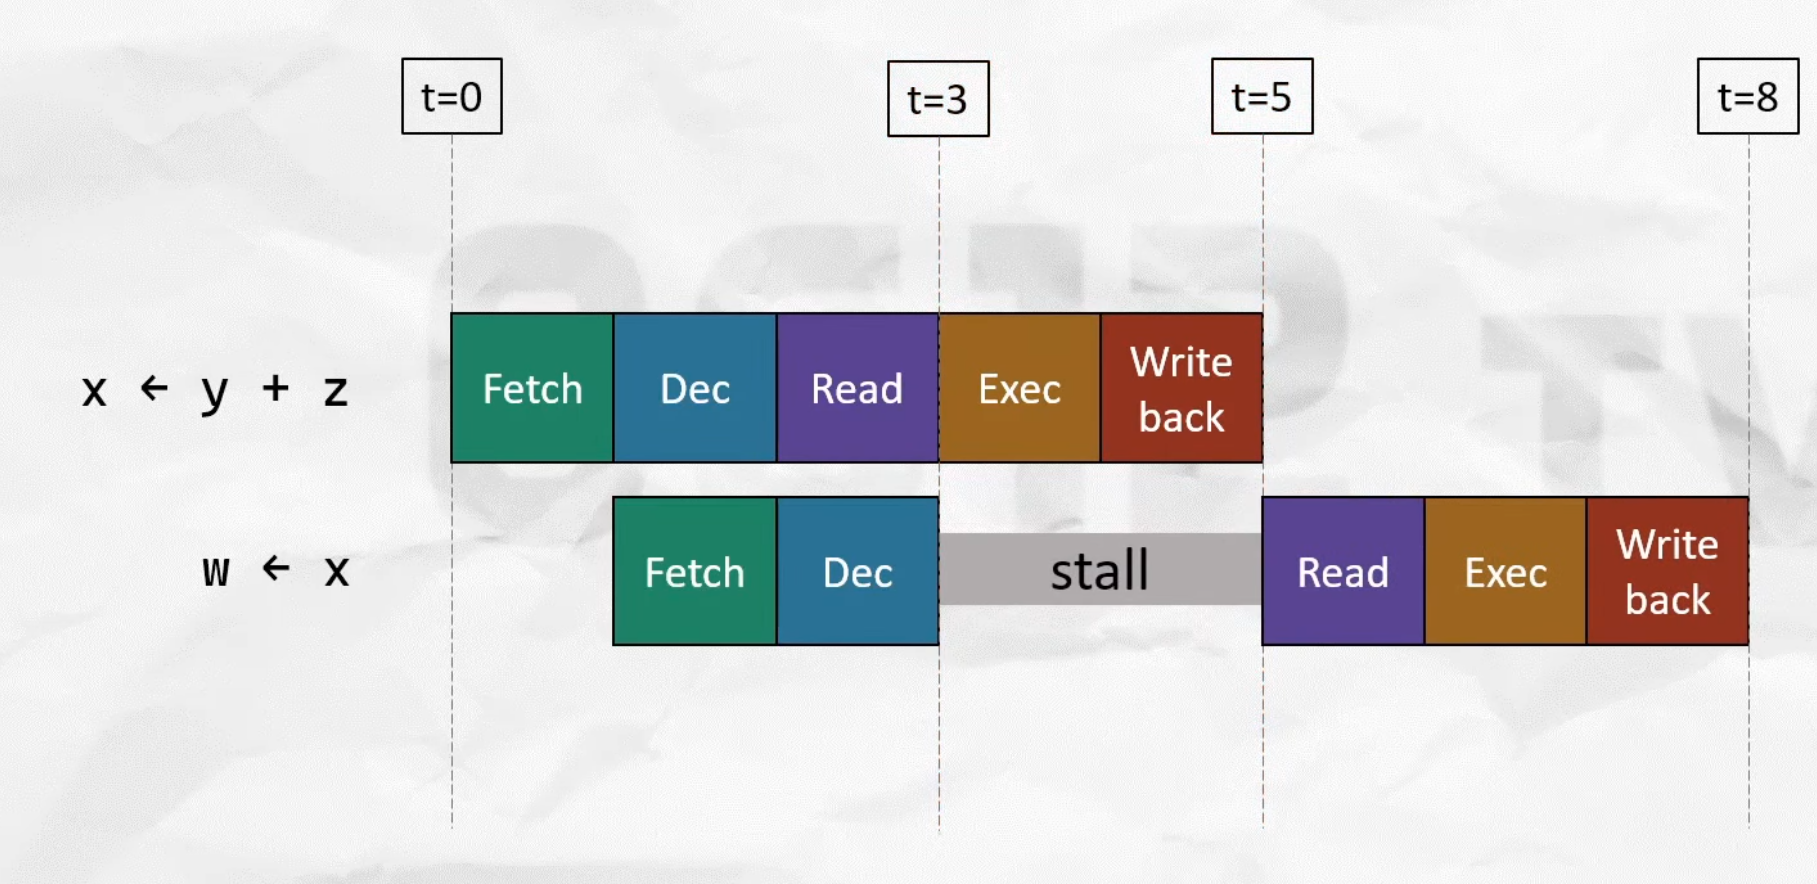 t=0 t=3 t=5 t=8
x ← y + z Fetch Dec Read Exec Write back
w ← x Fetch Dec stall Read Exec Write back